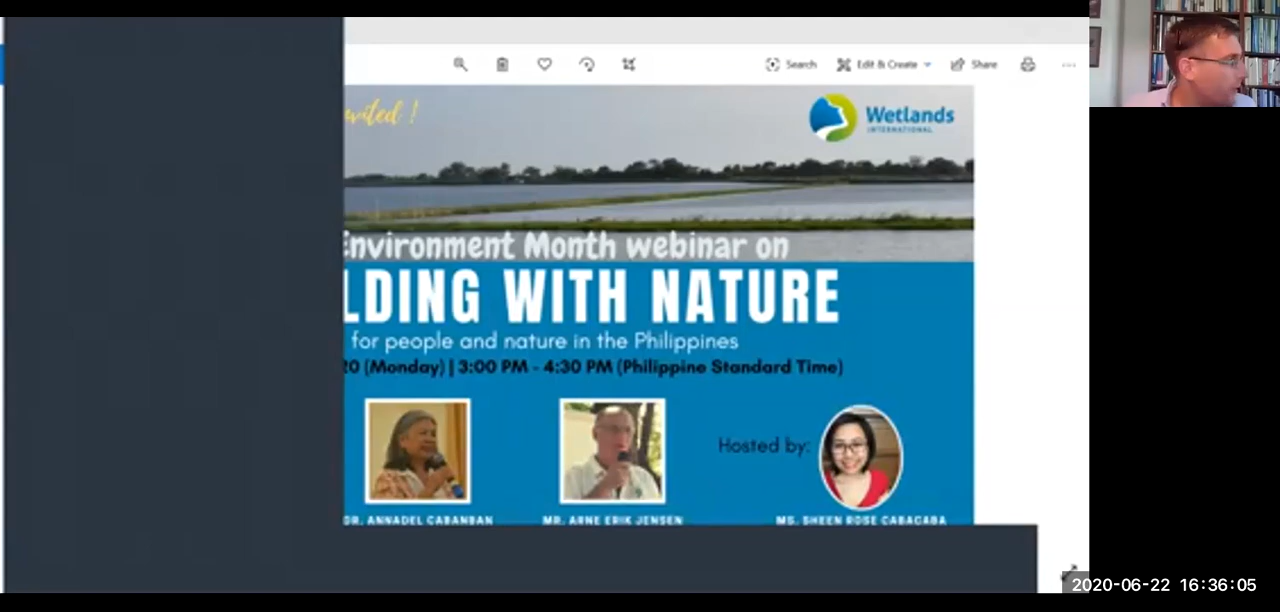 Search
Edit & Create
Share
vited !
Wetlands
INTERNATIONAL
Environment Month webinar on
LDING WITH NATURE
for people and nature in the Philippines
20 (Monday) | 3:00 PM - 4:30 PM (Philippine Standard Time)
Hosted by:
DR. ANNADEL CABANBAN
MR. ARNE ERIK JENSEN
MS. SHEEN ROSE CABACABA
2020-06-22 16:36:05